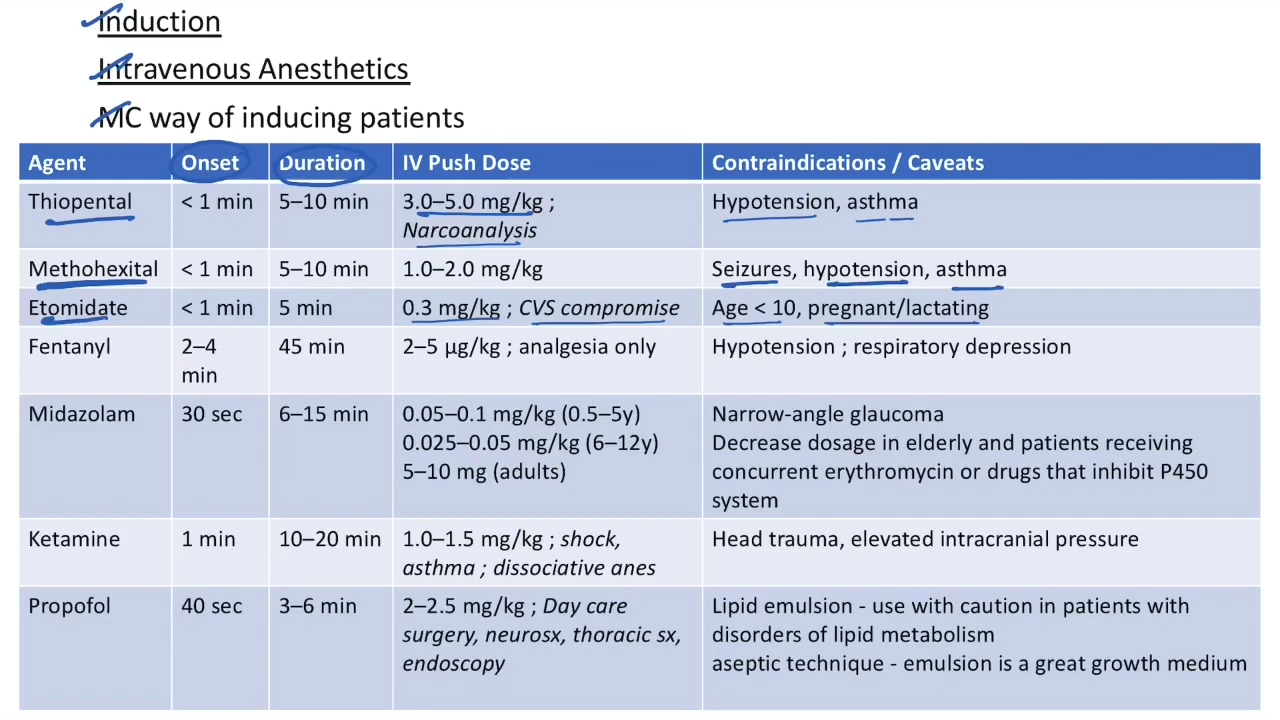 Induction
Intravenous Anesthetics
MC way of inducing patients
Agent Onset Duration IV Push Dose Contraindications / Caveats
Thiopental < 1 min 5–10 min 3.0–5.0 mg/kg ; Hypotension, asthma
Narcoanalysis
Methohexital < 1 min 5–10 min 1.0–2.0 mg/kg Seizures, hypotension, asthma
Etomidate < 1 min 5 min 0.3 mg/kg ; CVS compromise Age < 10, pregnant/lactating
Fentanyl 2–4 45 min 2–5 µg/kg ; analgesia only Hypotension ; respiratory depression
min
Midazolam 30 sec 6–15 min 0.05–0.1 mg/kg (0.5–5y) Narrow-angle glaucoma
0.025–0.05 mg/kg (6–12y) Decrease dosage in elderly and patients receiving
5–10 mg (adults) concurrent erythromycin or drugs that inhibit P450
system
Ketamine 1 min 10–20 min 1.0–1.5 mg/kg ; shock, Head trauma, elevated intracranial pressure
asthma ; dissociative anes
Propofol 40 sec 3–6 min 2–2.5 mg/kg ; Day care Lipid emulsion - use with caution in patients with
surgery, neurosx, thoracic sx, disorders of lipid metabolism
endoscopy aseptic technique - emulsion is a great growth medium